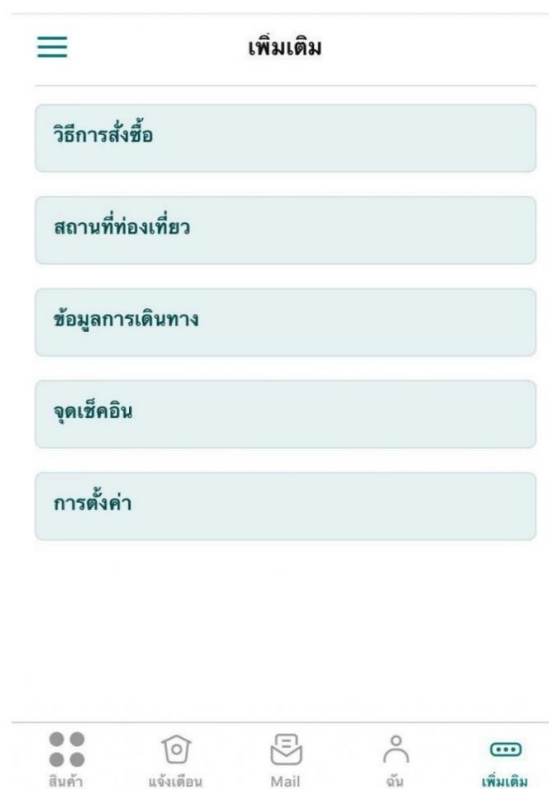 เพิ่มเติม
วิธีการสั่งซื้อ
สถานที่ท่องเที่ยว
ข้อมูลการเดินทาง
จุดเช็คอิน
การตั้งค่า
สินค้า แจ้งเตือน Mail ฉัน เพิ่มเติม